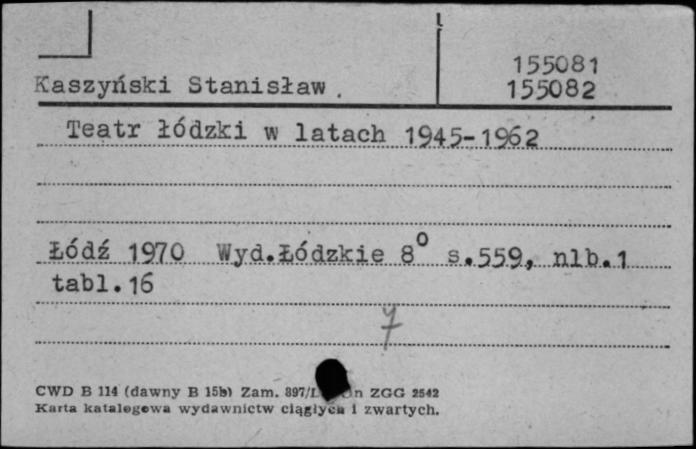 155081
Kaszyński Stanisław. 155082
Teatr łódzki w latach 1945-1962
Łódź 1970 Wyd.Łódzkie 8° s.559, nlb.1
tabl.16
7
CWD B 114 (dawny B 15b) Zam. 897/ n ZGG 2542
Karta katalogowa wydawnictw ciągłych i zwartych.